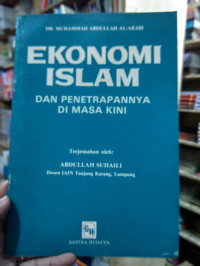 DR. MUHAMMAD ABDULLAH AL-ARABI
EKONOMI
ISLAM
DAN PENETRAPANNYA
DI MASA KINI
Terjemahan oleh:
ABDULLAH SUHAILI
Dosen IAIN Tanjung Karang, Lampung
SASTRA HUDAYA